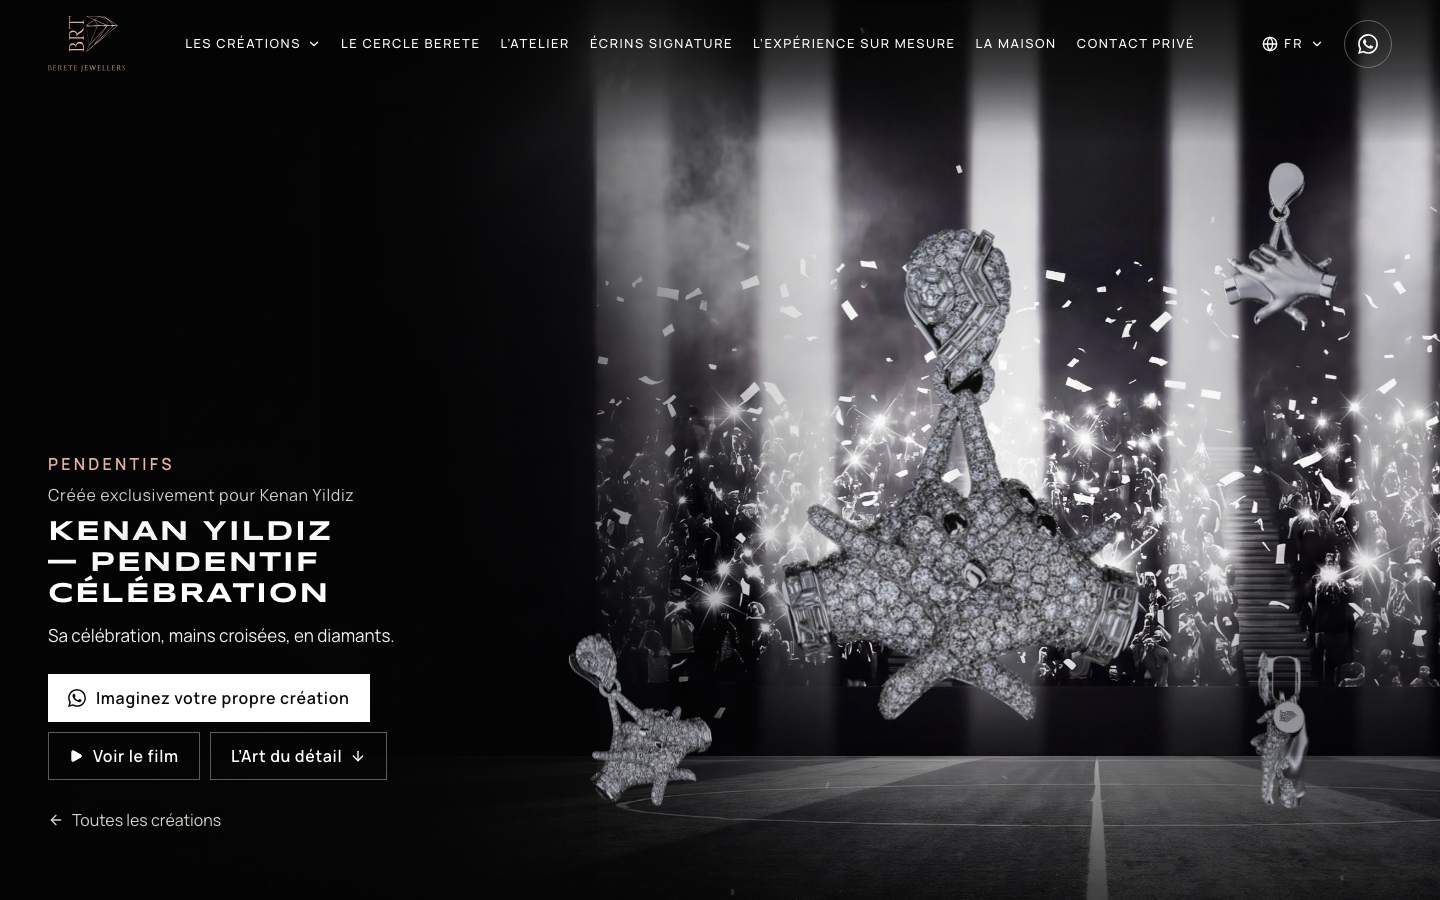 BRT
BERETE JEWELLERS
LES CRÉATIONS
LE CERCLE BERETE
L'ATELIER
ÉCRINS SIGNATURE
L'EXPÉRIENCE SUR MESURE
LA MAISON
CONTACT PRIVÉ
FR
PENDENTIFS
Créée exclusivement pour Kenan Yildiz
KENAN YILDIZ
— PENDENTIF
CÉLÉBRATION
Sa célébration, mains croisées, en diamants.
Imaginez votre propre création
Voir le film
L'Art du détail ↓
← Toutes les créations